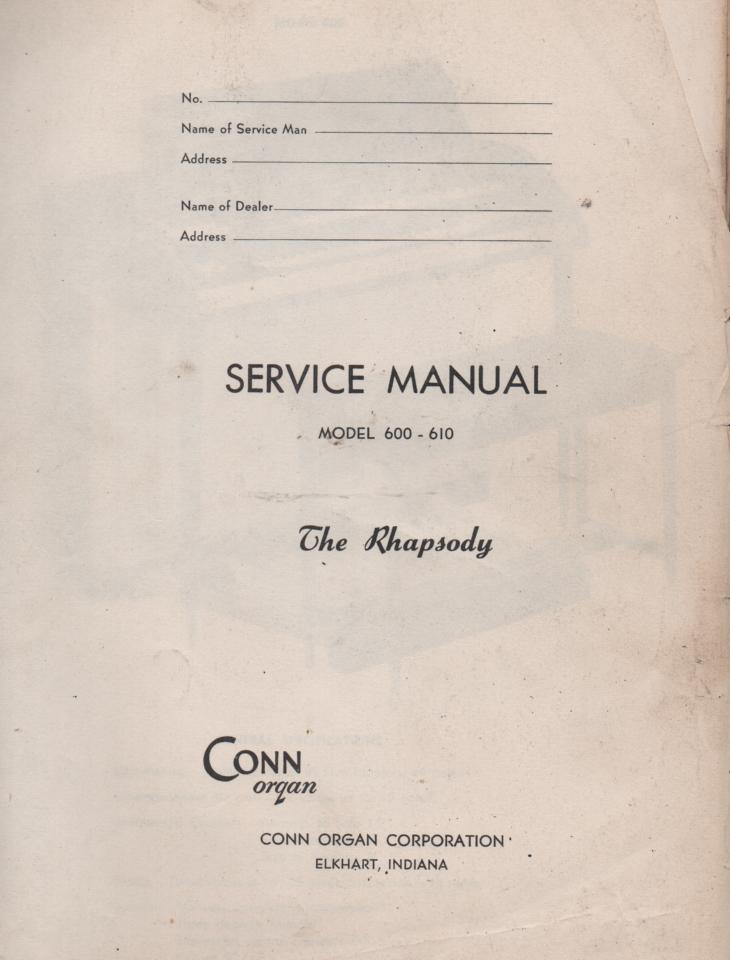 No.
Name of Service Man
Address
Name of Dealer
Address
SERVICE MANUAL
MODEL 600 - 610
The Rhapsody
CONN
organ
CONN ORGAN CORPORATION
ELKHART, INDIANA